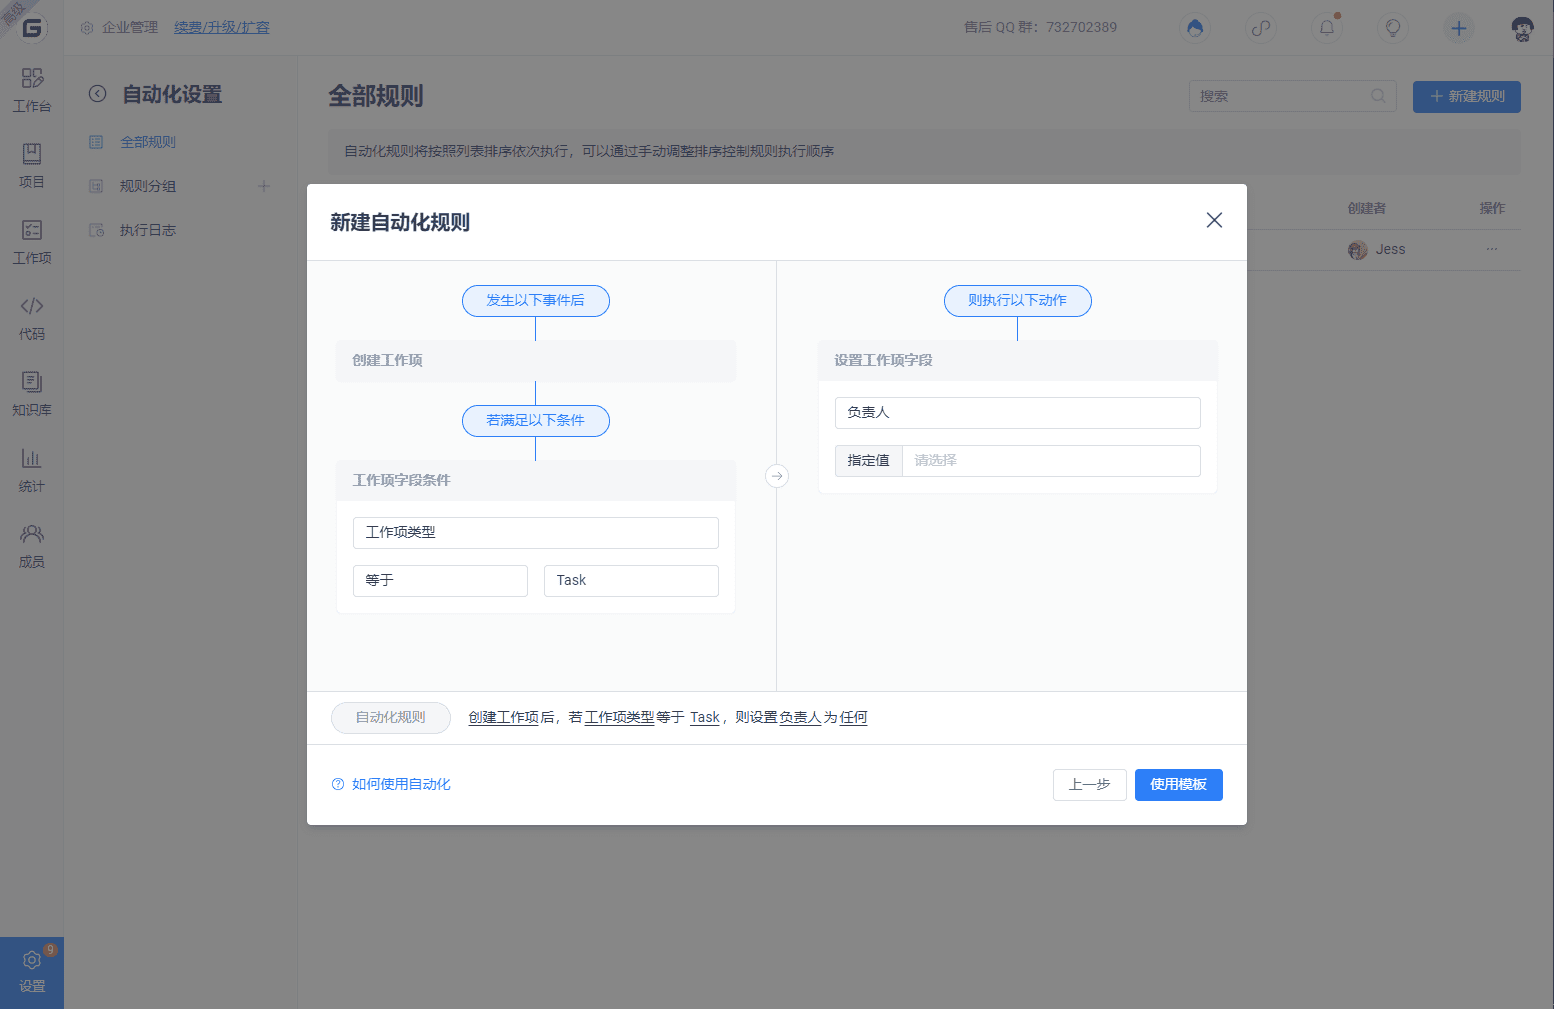 高级
企业管理 续费/升级/扩容
售后 QQ 群：732702389
工作台
项目
工作项
代码
知识库
统计
成员
9
设置
自动化设置
全部规则
规则分组
执行日志
全部规则
搜索
新建规则
自动化规则将按照列表排序依次执行，可以通过手动调整排序控制规则执行顺序
创建者 操作
Jess
新建自动化规则
发生以下事件后
创建工作项
若满足以下条件
工作项字段条件
工作项类型
等于 Task
则执行以下动作
设置工作项字段
负责人
指定值 请选择
自动化规则 创建工作项后，若工作项类型等于 Task，则设置负责人为任何
如何使用自动化
上一步 使用模板